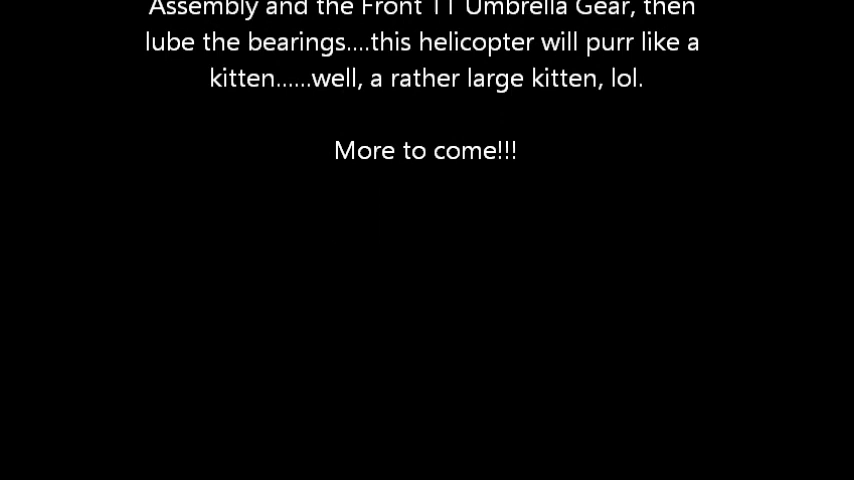 Assembly and the Front TT Umbrella Gear, then
lube the bearings....this helicopter will purr like a
kitten......well, a rather large kitten, lol.
More to come!!!